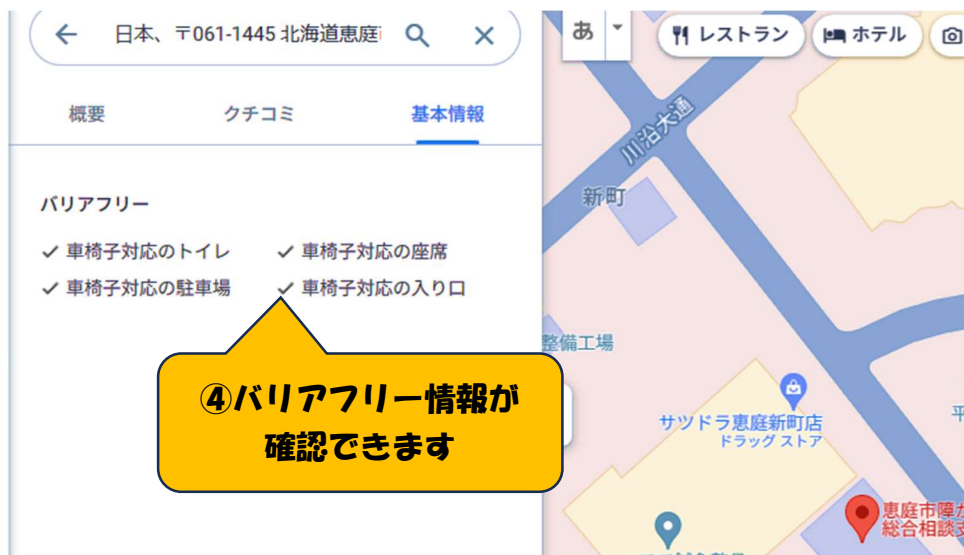 日本、〒061-1445 北海道恵庭
あ
レストラン
ホテル
概要
クチコミ
基本情報
バリアフリー
車椅子対応のトイレ
車椅子対応の座席
車椅子対応の駐車場
車椅子対応の入り口
④バリアフリー情報が
確認できます
川沿大通
新町
整備工場
サツドラ恵庭新町店
ドラッグ ストア
恵庭市障が
総合相談支